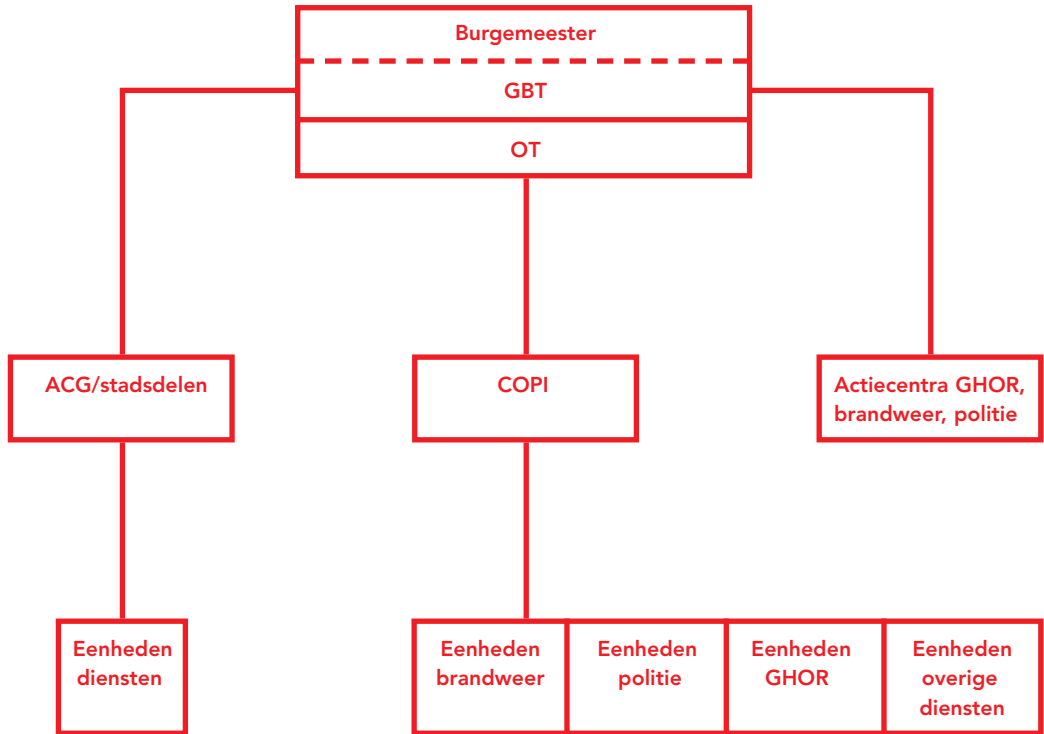 Burgemeester
GBT
OT
ACG/stadsdelen
COPI
Actiecentra GHOR,
brandweer, politie
Eenheden
diensten
Eenheden
brandweer
Eenheden
politie
Eenheden
GHOR
Eenheden
overige
diensten